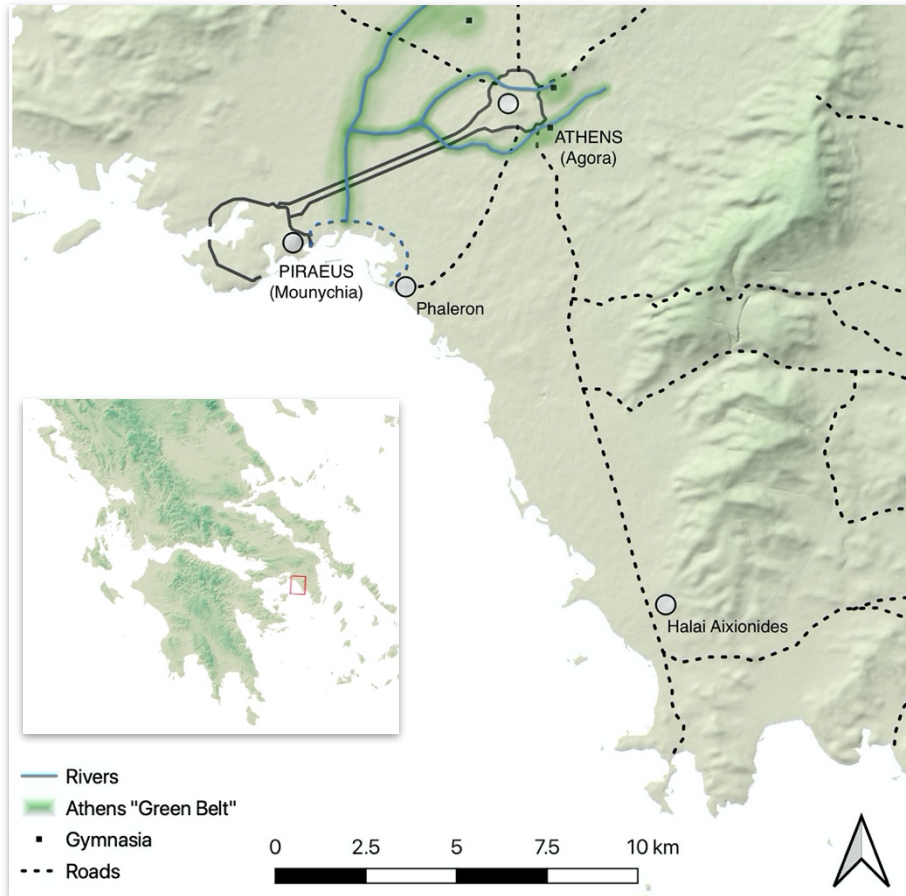 ATHENS
(Agora)
PIRAEUS
(Mounychia)
Phaleron
Halai Aixionides
Rivers
Athens "Green Belt"
Gymnasia
Roads
0 2.5 5 7.5 10 km